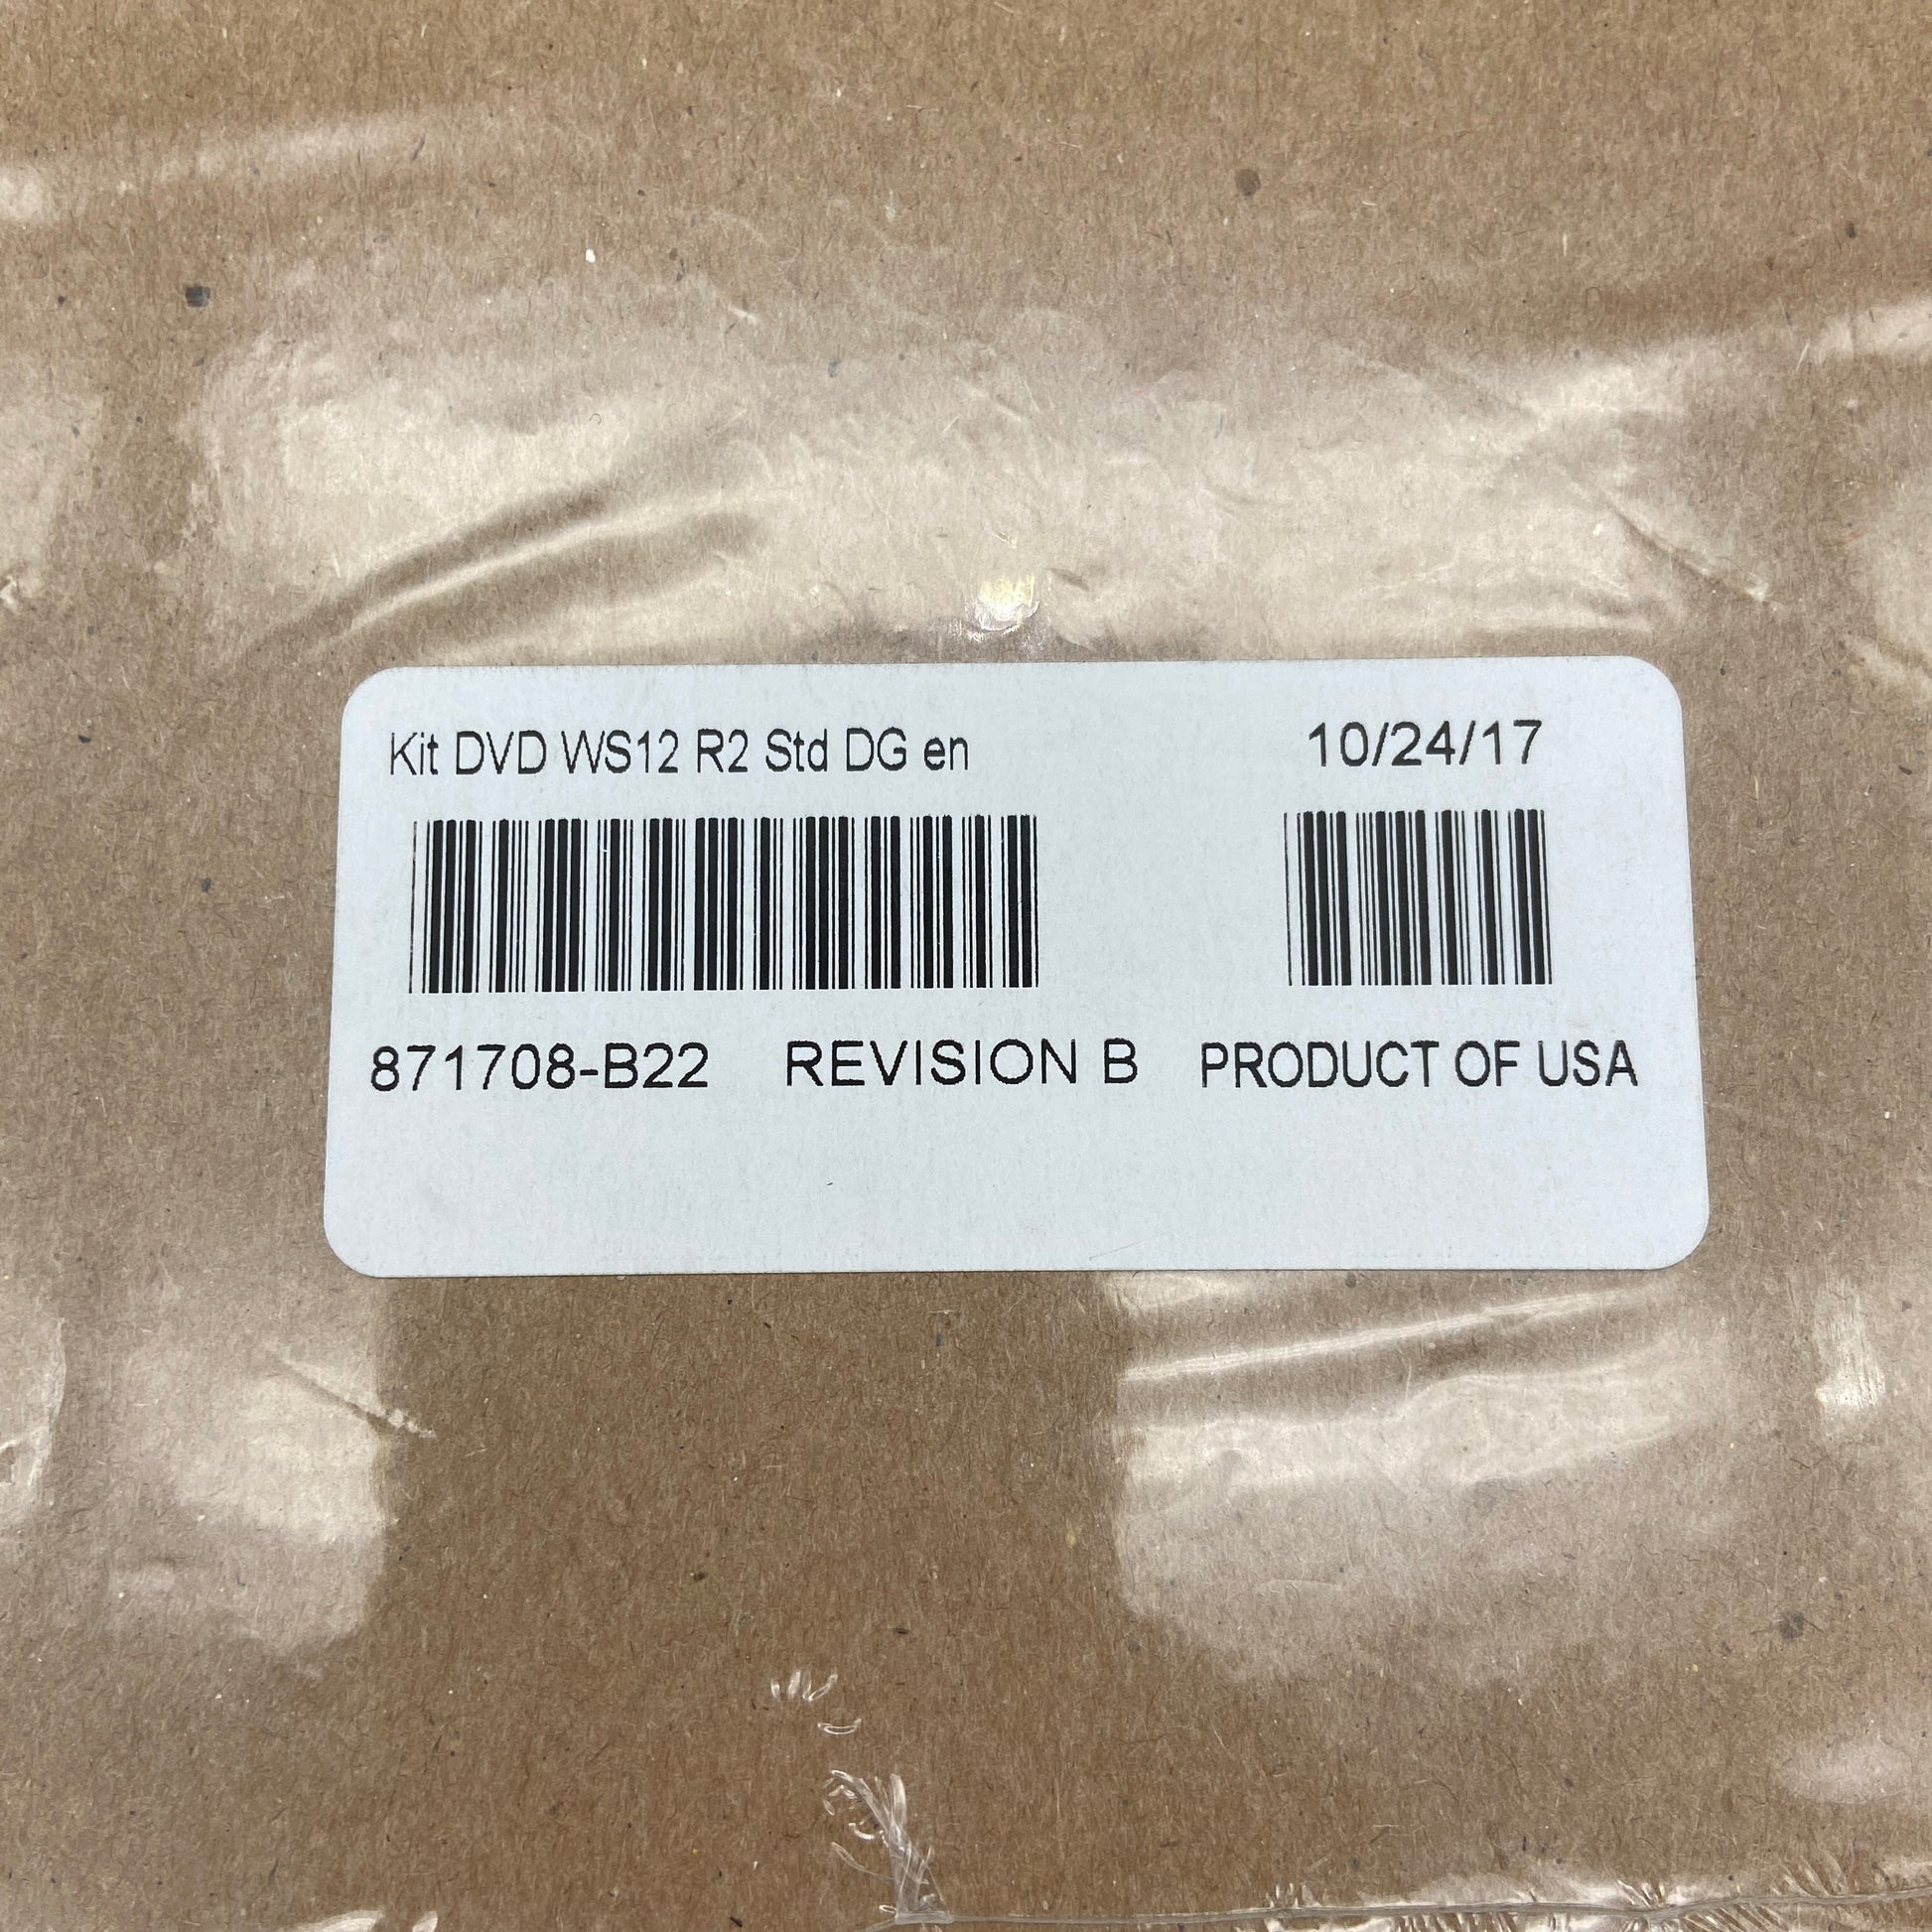 Kit DVD WS12 R2 Std DG en
10/24/17
871708-B22 REVISION B PRODUCT OF USA